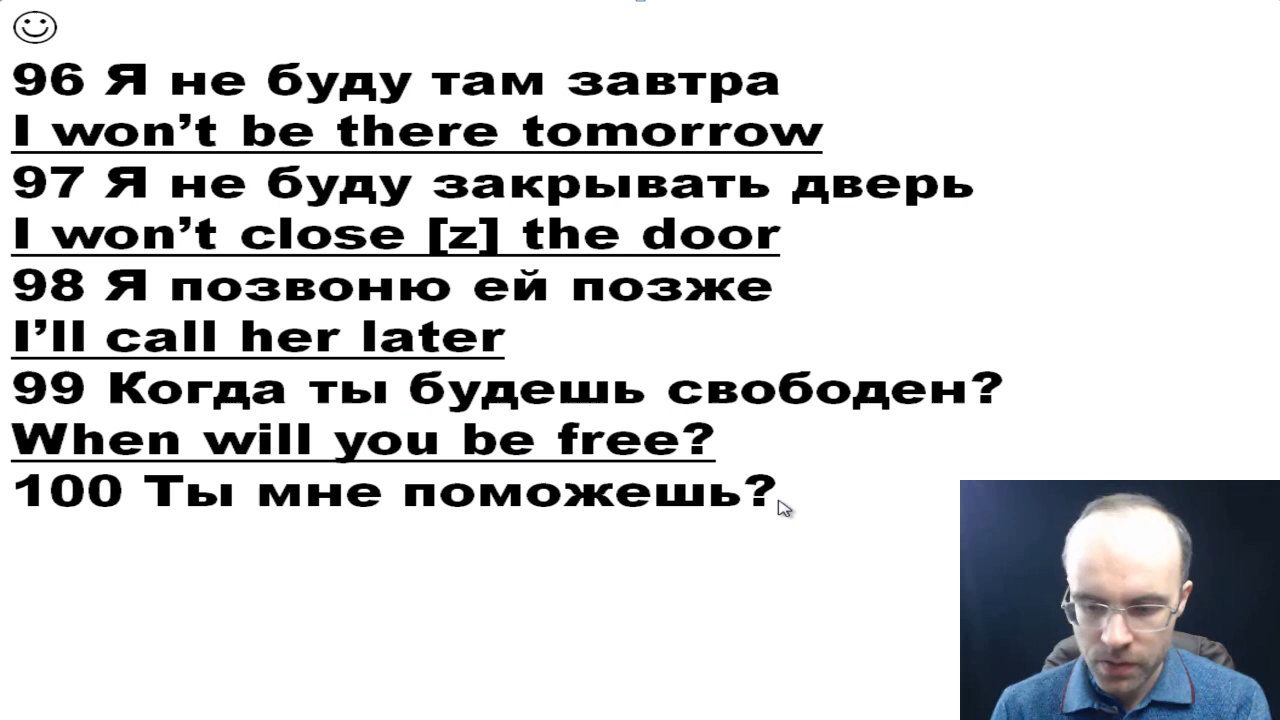 96 Я не буду там завтра
I won’t be there tomorrow
97 Я не буду закрывать дверь
I won’t close [z] the door
98 Я позвоню ей позже
I’ll call her later
99 Когда ты будешь свободен?
When will you be free?
100 Ты мне поможешь?